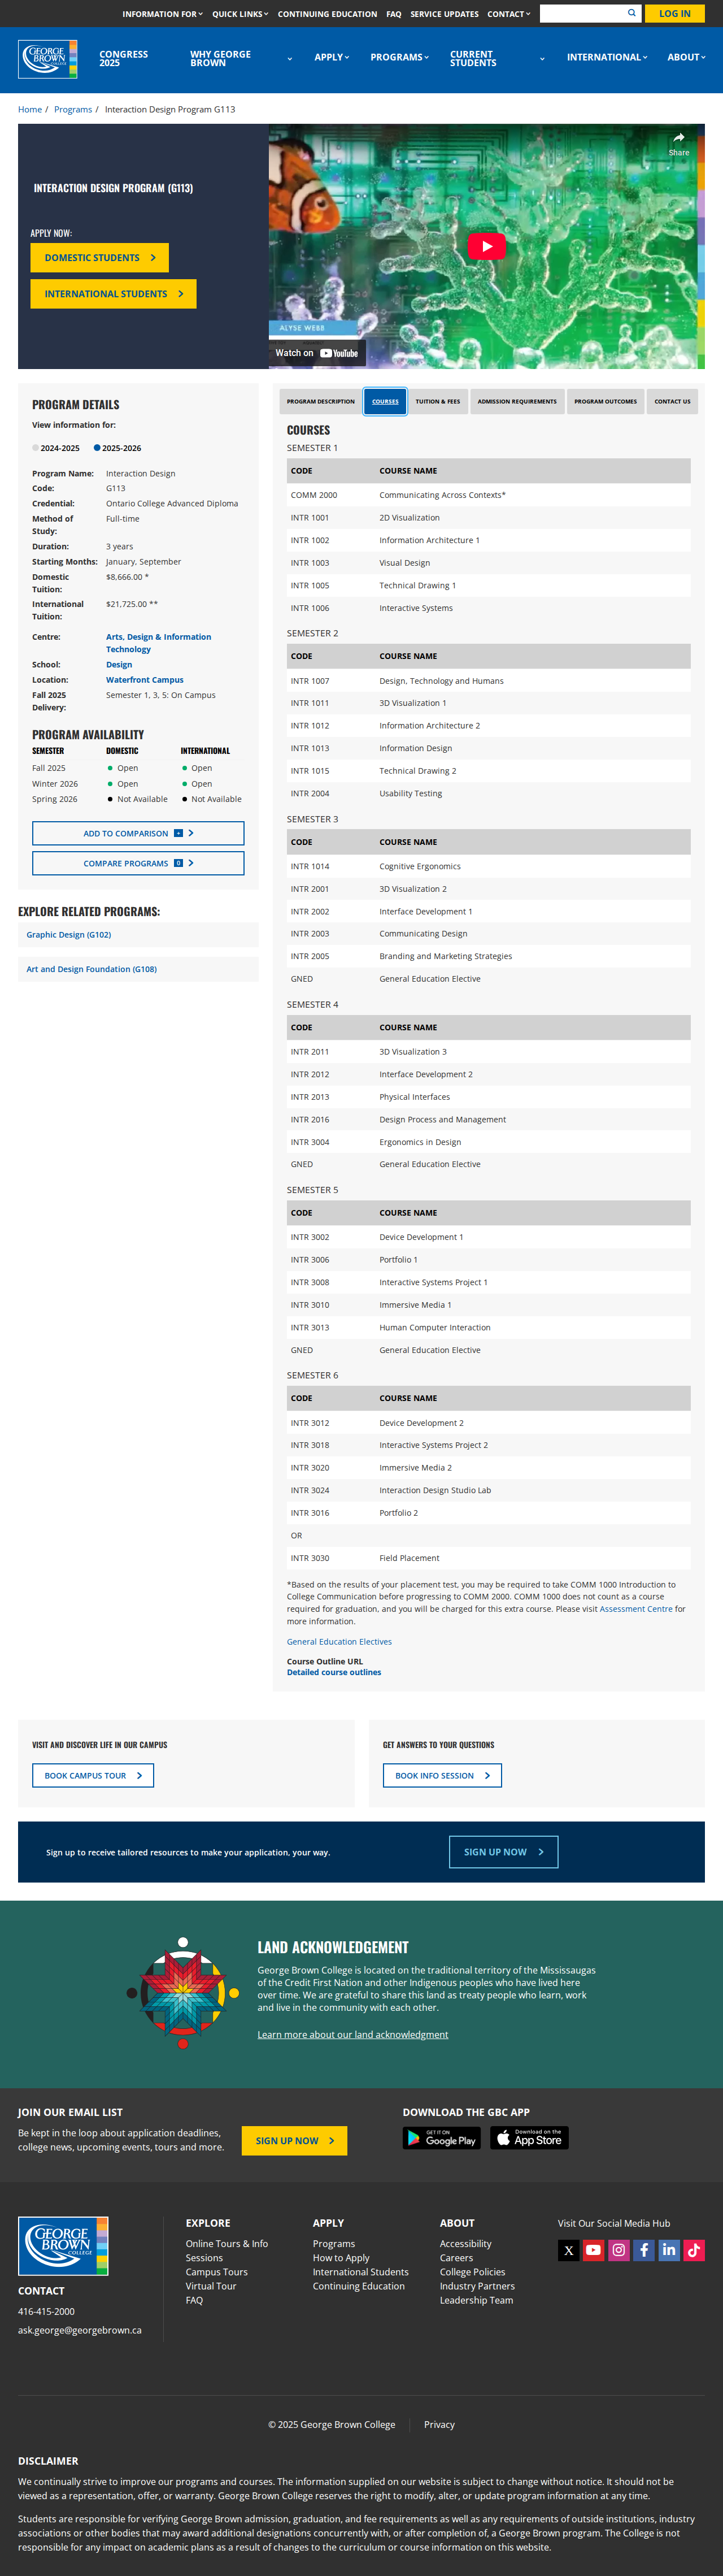 INFORMATION FOR QUICK LINKS CONTINUING EDUCATION FAQ SERVICE UPDATES CONTACT LOG IN
GEORGE BROWN COLLEGE
CONGRESS 2025 WHY GEORGE BROWN APPLY PROGRAMS CURRENT STUDENTS INTERNATIONAL ABOUT
Home / Programs / Interaction Design Program G113
INTERACTION DESIGN PROGRAM (G113)
APPLY NOW:
DOMESTIC STUDENTS
INTERNATIONAL STUDENTS
Share
ALYSE WEBB
Watch on YouTube
PROGRAM DETAILS
View information for:
2024-2025 2025-2026
Program Name: Interaction Design
Code: G113
Credential: Ontario College Advanced Diploma
Method of Study: Full-time
Duration: 3 years
Starting Months: January, September
Domestic Tuition: $8,666.00 *
International Tuition: $21,725.00 **
Centre: Arts, Design & Information Technology
School: Design
Location: Waterfront Campus
Fall 2025 Delivery: Semester 1, 3, 5: On Campus
PROGRAM AVAILABILITY
SEMESTER DOMESTIC INTERNATIONAL
Fall 2025 Open Open
Winter 2026 Open Open
Spring 2026 Not Available Not Available
ADD TO COMPARISON +
COMPARE PROGRAMS 0
EXPLORE RELATED PROGRAMS:
Graphic Design (G102)
Art and Design Foundation (G108)
PROGRAM DESCRIPTION COURSES TUITION & FEES ADMISSION REQUIREMENTS PROGRAM OUTCOMES CONTACT US
COURSES
SEMESTER 1
CODE COURSE NAME
COMM 2000 Communicating Across Contexts*
INTR 1001 2D Visualization
INTR 1002 Information Architecture 1
INTR 1003 Visual Design
INTR 1005 Technical Drawing 1
INTR 1006 Interactive Systems
SEMESTER 2
CODE COURSE NAME
INTR 1007 Design, Technology and Humans
INTR 1011 3D Visualization 1
INTR 1012 Information Architecture 2
INTR 1013 Information Design
INTR 1015 Technical Drawing 2
INTR 2004 Usability Testing
SEMESTER 3
CODE COURSE NAME
INTR 1014 Cognitive Ergonomics
INTR 2001 3D Visualization 2
INTR 2002 Interface Development 1
INTR 2003 Communicating Design
INTR 2005 Branding and Marketing Strategies
GNED General Education Elective
SEMESTER 4
CODE COURSE NAME
INTR 2011 3D Visualization 3
INTR 2012 Interface Development 2
INTR 2013 Physical Interfaces
INTR 2016 Design Process and Management
INTR 3004 Ergonomics in Design
GNED General Education Elective
SEMESTER 5
CODE COURSE NAME
INTR 3002 Device Development 1
INTR 3006 Portfolio 1
INTR 3008 Interactive Systems Project 1
INTR 3010 Immersive Media 1
INTR 3013 Human Computer Interaction
GNED General Education Elective
SEMESTER 6
CODE COURSE NAME
INTR 3012 Device Development 2
INTR 3018 Interactive Systems Project 2
INTR 3020 Immersive Media 2
INTR 3024 Interaction Design Studio Lab
INTR 3016 Portfolio 2
OR
INTR 3030 Field Placement
*Based on the results of your placement test, you may be required to take COMM 1000 Introduction to
College Communication before progressing to COMM 2000. COMM 1000 does not count as a course
required for graduation, and you will be charged for this extra course. Please visit Assessment Centre for
more information.
General Education Electives
Course Outline URL
Detailed course outlines
VISIT AND DISCOVER LIFE IN OUR CAMPUS
BOOK CAMPUS TOUR
GET ANSWERS TO YOUR QUESTIONS
BOOK INFO SESSION
Sign up to receive tailored resources to make your application, your way.
SIGN UP NOW
LAND ACKNOWLEDGEMENT
George Brown College is located on the traditional territory of the Mississaugas
of the Credit First Nation and other Indigenous peoples who have lived here
over time. We are grateful to share this land as treaty people who learn, work
and live in the community with each other.
Learn more about our land acknowledgment
JOIN OUR EMAIL LIST
Be kept in the loop about application deadlines,
college news, upcoming events, tours and more.
SIGN UP NOW
DOWNLOAD THE GBC APP
GET IT ON Google Play
Download on the App Store
GEORGE BROWN COLLEGE
CONTACT
416-415-2000
ask.george@georgebrown.ca
EXPLORE
Online Tours & Info
Sessions
Campus Tours
Virtual Tour
FAQ
APPLY
Programs
How to Apply
International Students
Continuing Education
ABOUT
Accessibility
Careers
College Policies
Industry Partners
Leadership Team
Visit Our Social Media Hub
© 2025 George Brown College Privacy
DISCLAIMER
We continually strive to improve our programs and courses. The information supplied on our website is subject to change without notice. It should not be
viewed as a representation, offer, or warranty. George Brown College reserves the right to modify, alter, or update program information at any time.
Students are responsible for verifying George Brown admission, graduation, and fee requirements as well as any requirements of outside institutions, industry
associations or other bodies that may award additional designations concurrently with, or after completion of, a George Brown program. The College is not
responsible for any impact on academic plans as a result of changes to the curriculum or course information on this website.